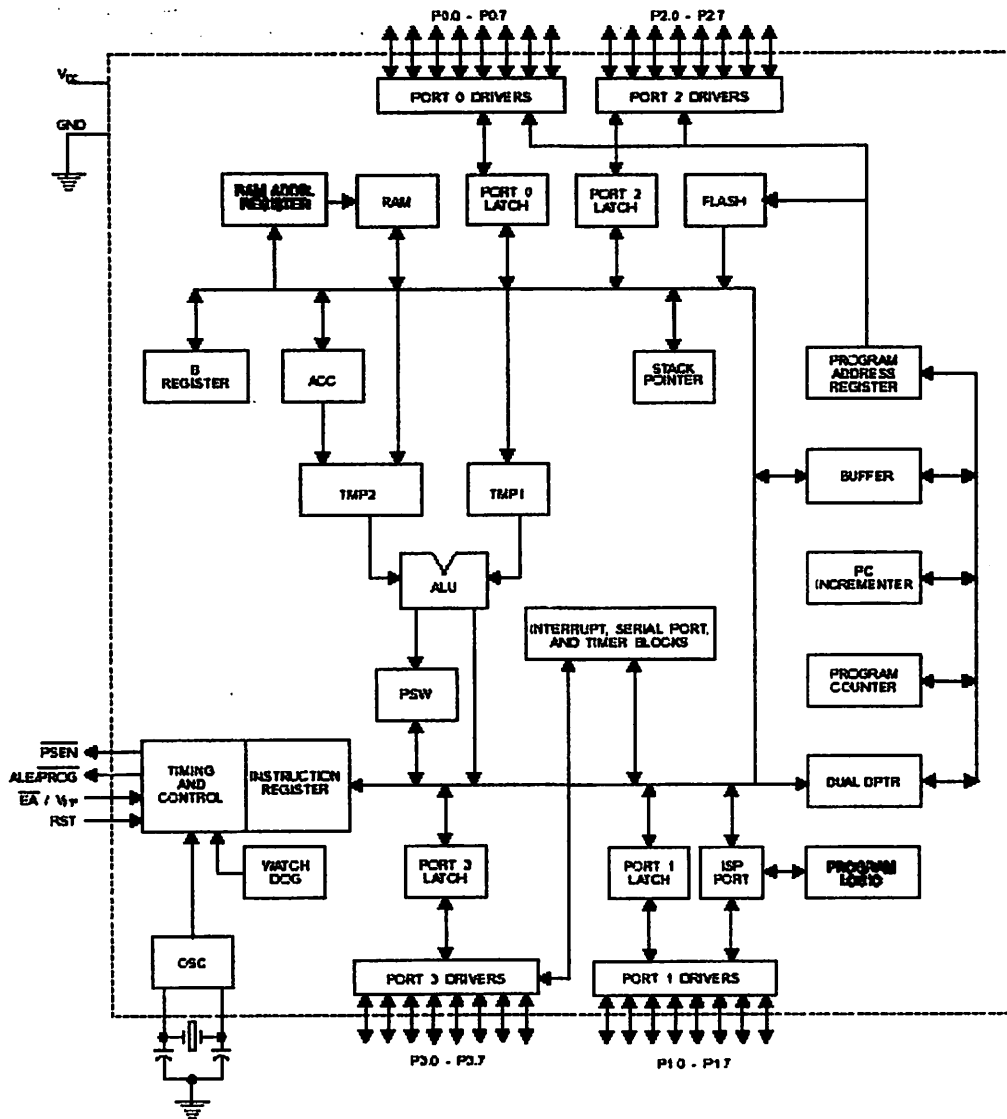 P0.0 - P0.7
P2.0 - P2.7
VCC
PORT 0 DRIVERS
PORT 2 DRIVERS
GND
RAM ADDR.
REGISTER
RAM
PORT 0
LATCH
PORT 2
LATCH
FLASH
B
REGISTER
ACC
STACK
POINTER
PROGRAM
ADDRESS
REGISTER
TMP2
TMP1
BUFFER
ALU
PC
INCREMENTER
INTERRUPT, SERIAL PORT,
AND TIMER BLOCKS
PSW
PROGRAM
COUNTER
PSEN
ALE/PROG
EA / VPP
RST
TIMING
AND
CONTROL
INSTRUCTION
REGISTER
DUAL DPTR
WATCH
DOG
PORT 3
LATCH
PORT 1
LATCH
ISP
PORT
PROGRAM
LOGIC
OSC
PORT 3 DRIVERS
PORT 1 DRIVERS
P3.0 - P3.7
P1.0 - P1.7